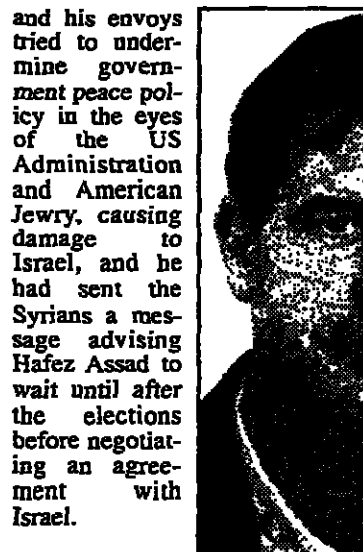 and his envoys
tried to under-
mine govern-
ment peace pol-
icy in the eyes
of the US
Administration
and American
Jewry, causing
damage to
Israel, and he
had sent the
Syrians a mes-
sage advising
Hafez Assad to
wait until after
the elections
before negotiat-
ing an agree-
ment with
Israel.